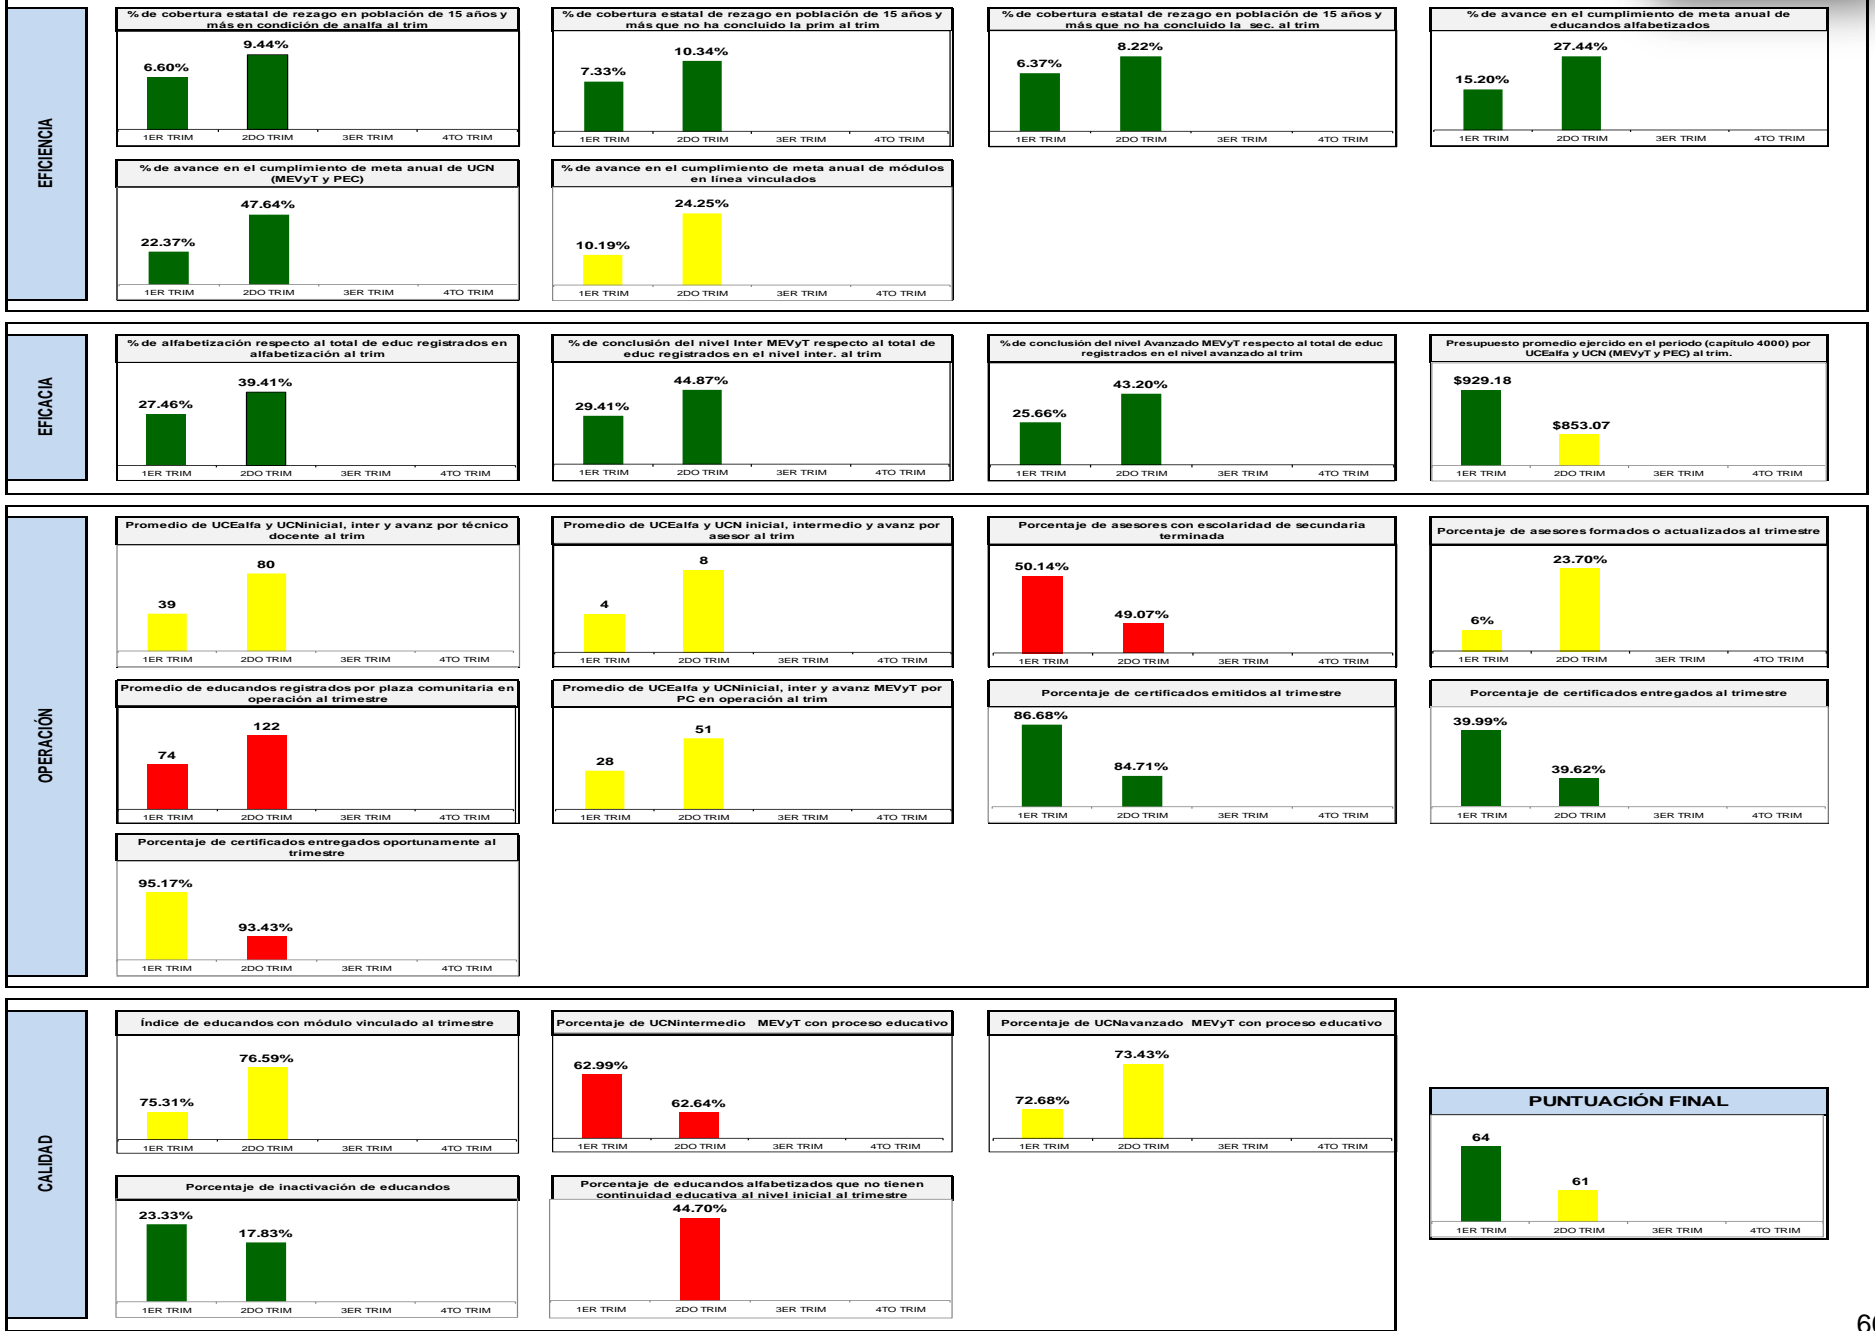 EFICIENCIA
% de cobertura estatal de rezago en población de 15 años y
más en condición de analfa al trim
9.44%
6.60%
1ER TRIM 2DO TRIM 3ER TRIM 4TO TRIM
% de cobertura estatal de rezago en población de 15 años y
más que no ha concluido la prim al trim
10.34%
7.33%
1ER TRIM 2DO TRIM 3ER TRIM 4TO TRIM
% de cobertura estatal de rezago en población de 15 años y
más que no ha concluido la sec. al trim
8.22%
6.37%
1ER TRIM 2DO TRIM 3ER TRIM 4TO TRIM
% de avance en el cumplimiento de meta anual de
educandos alfabetizados
27.44%
15.20%
1ER TRIM 2DO TRIM 3ER TRIM 4TO TRIM
% de avance en el cumplimiento de meta anual de UCN
(MEVyT y PEC)
47.64%
22.37%
1ER TRIM 2DO TRIM 3ER TRIM 4TO TRIM
% de avance en el cumplimiento de meta anual de módulos
en línea vinculados
24.25%
10.19%
1ER TRIM 2DO TRIM 3ER TRIM 4TO TRIM
EFICACIA
% de alfabetización respecto al total de educ registrados en
alfabetización al trim
39.41%
27.46%
1ER TRIM 2DO TRIM 3ER TRIM 4TO TRIM
% de conclusión del nivel Inter MEVyT respecto al total de
educ registrados en el nivel inter. al trim
44.87%
29.41%
1ER TRIM 2DO TRIM 3ER TRIM 4TO TRIM
% de conclusión del nivel Avanzado MEVyT respecto al total de educ
registrados en el nivel avanzado al trim
43.20%
25.66%
1ER TRIM 2DO TRIM 3ER TRIM 4TO TRIM
Presupuesto promedio ejercido en el periodo (capítulo 4000) por
UCEalfa y UCN (MEVyT y PEC) al trim.
$929.18
$853.07
1ER TRIM 2DO TRIM 3ER TRIM 4TO TRIM
OPERACIÓN
Promedio de UCEalfa y UCNinicial, inter y avanz por técnico
docente al trim
80
39
1ER TRIM 2DO TRIM 3ER TRIM 4TO TRIM
Promedio de UCEalfa y UCN inicial, intermedio y avanz por
asesor al trim
8
4
1ER TRIM 2DO TRIM 3ER TRIM 4TO TRIM
Porcentaje de asesores con escolaridad de secundaria
terminada
50.14%
49.07%
1ER TRIM 2DO TRIM 3ER TRIM 4TO TRIM
Porcentaje de asesores formados o actualizados al trimestre
23.70%
6%
1ER TRIM 2DO TRIM 3ER TRIM 4TO TRIM
Promedio de educandos registrados por plaza comunitaria en
operación al trimestre
122
74
1ER TRIM 2DO TRIM 3ER TRIM 4TO TRIM
Promedio de UCEalfa y UCNinicial, inter y avanz MEVyT por
PC en operación al trim
51
28
1ER TRIM 2DO TRIM 3ER TRIM 4TO TRIM
Porcentaje de certificados emitidos al trimestre
86.68%
84.71%
1ER TRIM 2DO TRIM 3ER TRIM 4TO TRIM
Porcentaje de certificados entregados al trimestre
39.99%
39.62%
1ER TRIM 2DO TRIM 3ER TRIM 4TO TRIM
Porcentaje de certificados entregados oportunamente al
trimestre
95.17%
93.43%
1ER TRIM 2DO TRIM 3ER TRIM 4TO TRIM
CALIDAD
Índice de educandos con módulo vinculado al trimestre
76.59%
75.31%
1ER TRIM 2DO TRIM 3ER TRIM 4TO TRIM
Porcentaje de UCNintermedio MEVyT con proceso educativo
62.99%
62.64%
1ER TRIM 2DO TRIM 3ER TRIM 4TO TRIM
Porcentaje de UCNavanzado MEVyT con proceso educativo
73.43%
72.68%
1ER TRIM 2DO TRIM 3ER TRIM 4TO TRIM
Porcentaje de inactivación de educandos
23.33%
17.83%
1ER TRIM 2DO TRIM 3ER TRIM 4TO TRIM
Porcentaje de educandos alfabetizados que no tienen
continuidad educativa al nivel inicial al trimestre
44.70%
1ER TRIM 2DO TRIM 3ER TRIM 4TO TRIM
PUNTUACIÓN FINAL
64
61
1ER TRIM 2DO TRIM 3ER TRIM 4TO TRIM